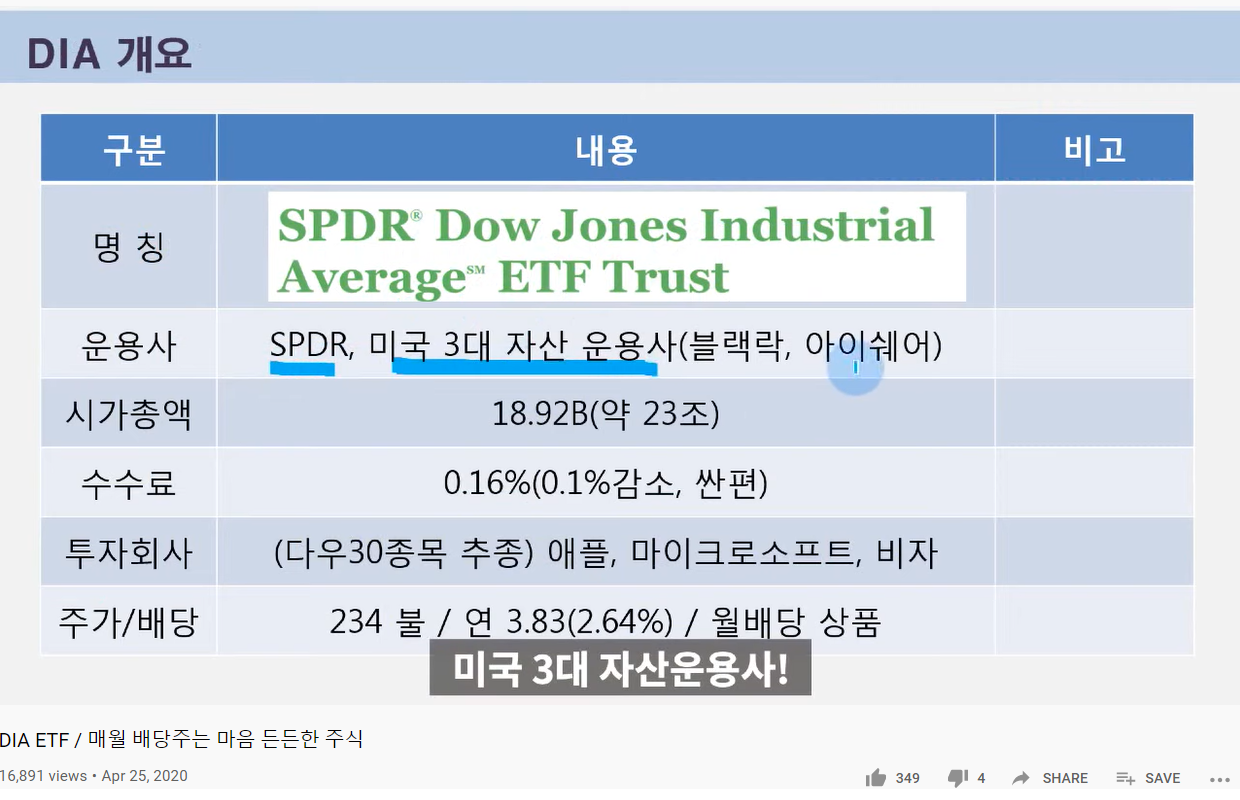 DIA 개요
구분 내용 비고
명 칭 SPDR® Dow Jones Industrial
Average℠ ETF Trust
운용사 SPDR, 미국 3대 자산 운용사(블랙락, 아이쉐어)
시가총액 18.92B(약 23조)
수수료 0.16%(0.1%감소, 싼편)
투자회사 (다우30종목 추종) 애플, 마이크로소프트, 비자
주가/배당 234 불 / 연 3.83(2.64%) / 월배당 상품
미국 3대 자산운용사!
DIA ETF / 매월 배당주는 마음 든든한 주식
16,891 views • Apr 25, 2020 349 4 SHARE SAVE